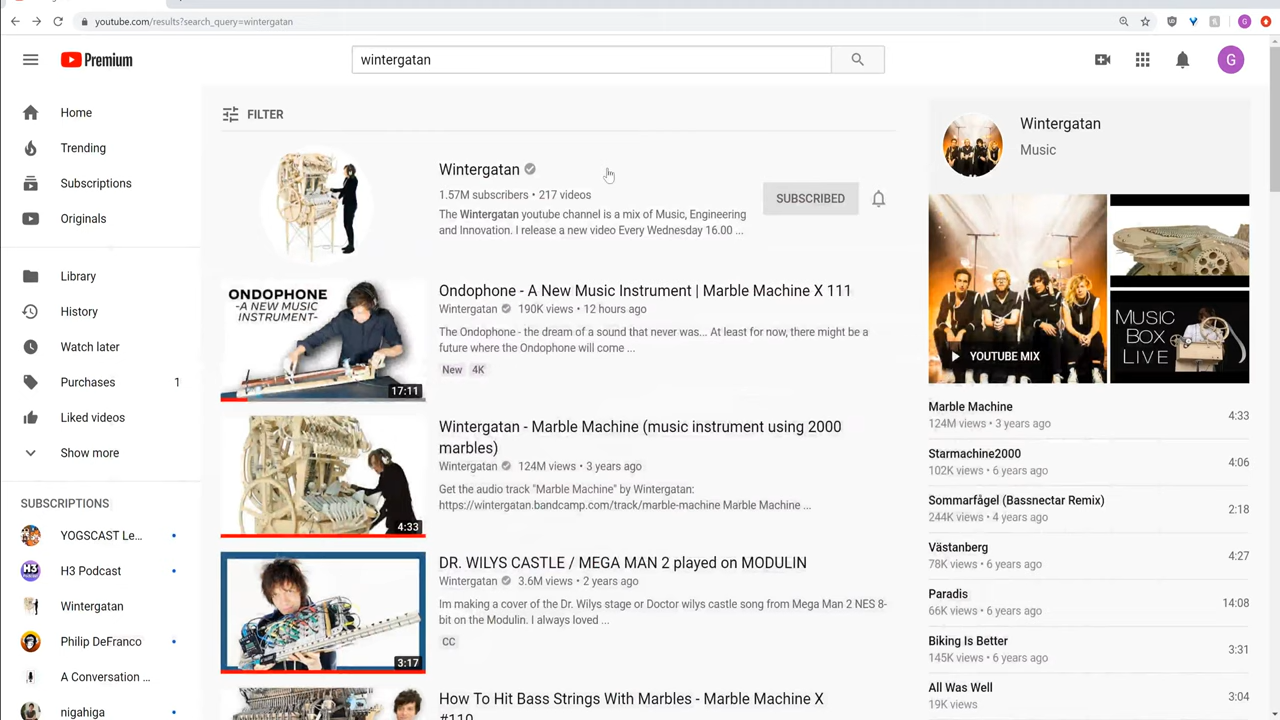 youtube.com/results?search_query=wintergatan
G
Premium
wintergatan
G
Home
Trending
Subscriptions
Originals
Library
History
Watch later
Purchases 1
Liked videos
Show more
SUBSCRIPTIONS
YOGSCAST Le...
H3 Podcast
Wintergatan
Philip DeFranco
A Conversation ...
nigahiga
FILTER
Wintergatan
1.57M subscribers • 217 videos
The Wintergatan youtube channel is a mix of Music, Engineering
and Innovation. I release a new video Every Wednesday 16.00 ...
SUBSCRIBED
ONDOPHONE
-A NEW MUSIC
INSTRUMENT-
17:11
Ondophone - A New Music Instrument | Marble Machine X 111
Wintergatan 190K views • 12 hours ago
The Ondophone - the dream of a sound that never was... At least for now, there might be a
future where the Ondophone will come ...
New 4K
4:33
Wintergatan - Marble Machine (music instrument using 2000
marbles)
Wintergatan 124M views • 3 years ago
Get the audio track "Marble Machine" by Wintergatan:
https://wintergatan.bandcamp.com/track/marble-machine Marble Machine ...
3:17
DR. WILYS CASTLE / MEGA MAN 2 played on MODULIN
Wintergatan 3.6M views • 2 years ago
Im making a cover of the Dr. Wilys stage or Doctor wilys castle song from Mega Man 2 NES 8-
bit on the Modulin. I always loved ...
CC
How To Hit Bass Strings With Marbles - Marble Machine X
#110
Wintergatan
Music
YOUTUBE MIX
MUSIC
BOX
LIVE
Marble Machine
124M views • 3 years ago
4:33
Starmachine2000
102K views • 6 years ago
4:06
Sommarfågel (Bassnectar Remix)
244K views • 4 years ago
2:18
Västanberg
78K views • 6 years ago
4:27
Paradis
66K views • 6 years ago
14:08
Biking Is Better
145K views • 6 years ago
3:31
All Was Well
19K views
3:04